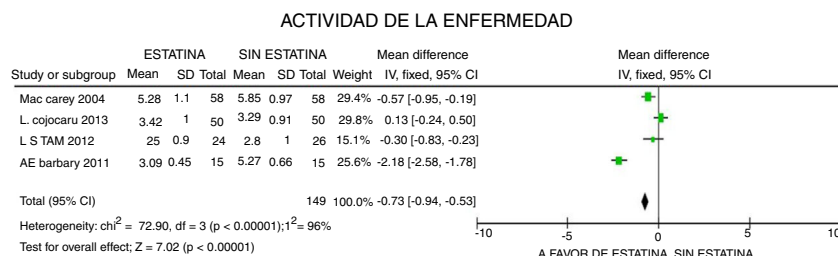 ACTIVIDAD DE LA ENFERMEDAD
ESTATINA SIN ESTATINA Mean difference Mean difference
Study or subgroup Mean SD Total Mean SD Total Weight IV, fixed, 95% CI IV, fixed, 95% CI
Mac carey 2004 5.28 1.1 58 5.85 0.97 58 29.4% -0.57 [-0.95, -0.19]
L. cojocaru 2013 3.42 1 50 3.29 0.91 50 29.8% 0.13 [-0.24, 0.50]
L S TAM 2012 25 0.9 24 2.8 1 26 15.1% -0.30 [-0.83, -0.23]
AE barbary 2011 3.09 0.45 15 5.27 0.66 15 25.6% -2.18 [-2.58, -1.78]
Total (95% CI) 149 100.0% -0.73 [-0.94, -0.53]
Heterogeneity: chi2 = 72.90, df = 3 (p < 0.00001);12= 96%
Test for overall effect; Z = 7.02 (p < 0.00001)
-10 -5 0 5 10
A FAVOR DE ESTATINA SIN ESTATINA